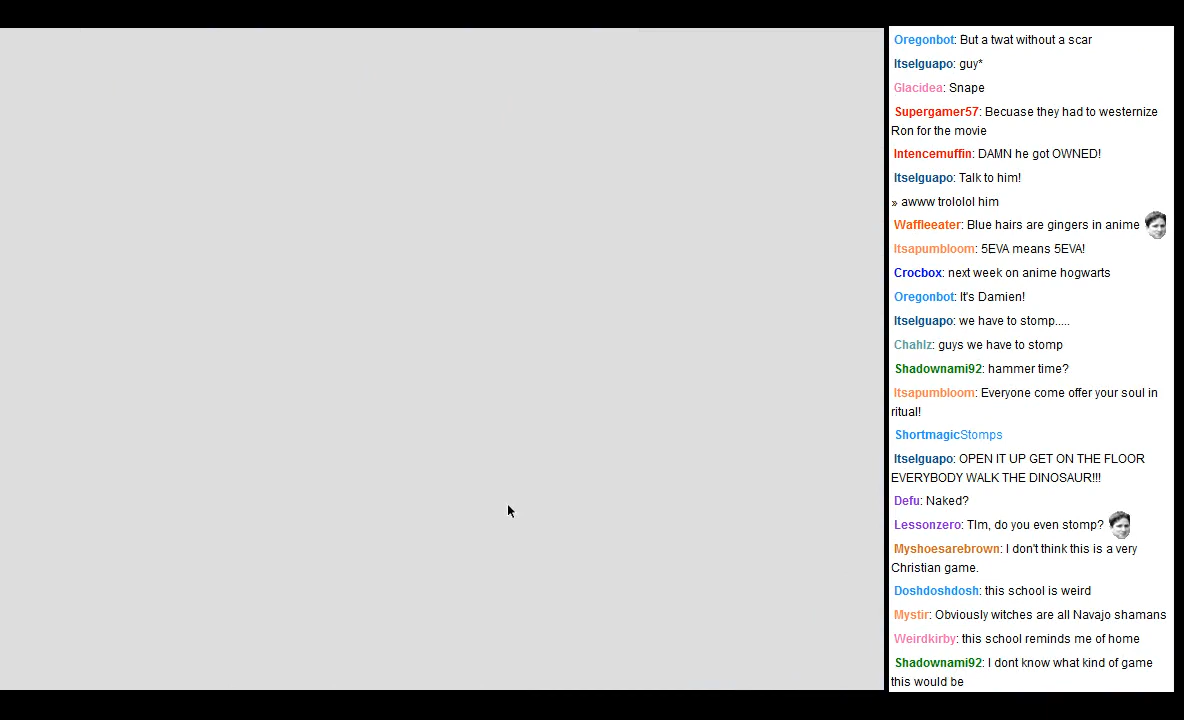 Oregonbot: But a twat without a scar
Itselguapo: guy*
Glacidea: Snape
Supergamer57: Becuase they had to westernize
Ron for the movie
Intencemuffin: DAMN he got OWNED!
Itselguapo: Talk to him!
» awww trololol him
Waffleeater: Blue hairs are gingers in anime
Itsapumbloom: 5EVA means 5EVA!
Crocbox: next week on anime hogwarts
Oregonbot: It's Damien!
Itselguapo: we have to stomp.....
Chahlz: guys we have to stomp
Shadownami92: hammer time?
Itsapumbloom: Everyone come offer your soul in
ritual!
ShortmagicStomps
Itselguapo: OPEN IT UP GET ON THE FLOOR
EVERYBODY WALK THE DINOSAUR!!!
Defu: Naked?
Lessonzero: TIm, do you even stomp?
Myshoesarebrown: I don't think this is a very
Christian game.
Doshdoshdosh: this school is weird
Mystir: Obviously witches are all Navajo shamans
Weirdkirby: this school reminds me of home
Shadownami92: I dont know what kind of game
this would be